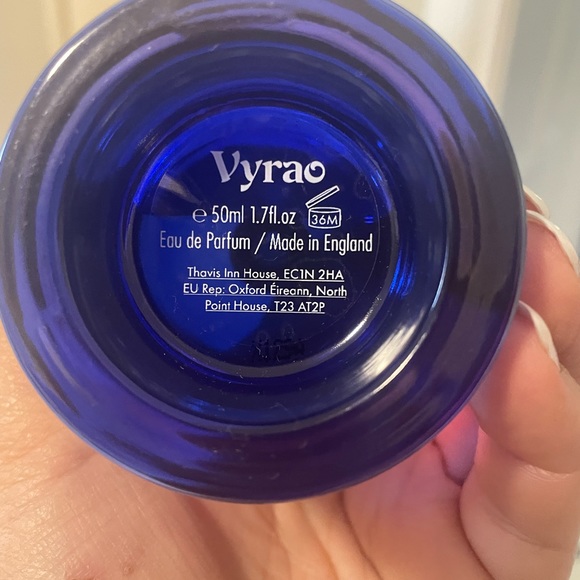 Vyrao
℮ 50ml 1.7fl.oz 36M
Eau de Parfum / Made in England
Thavis Inn House, EC1N 2HA
EU Rep: Oxford Éireann, North
Point House, T23 AT2P